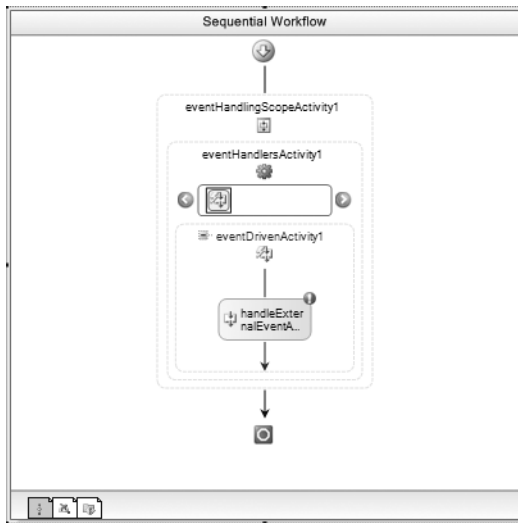 Sequential Workflow
eventHandlingScopeActivity1
eventHandlersActivity1
eventDrivenActivity1
handleExter
nalEventA...